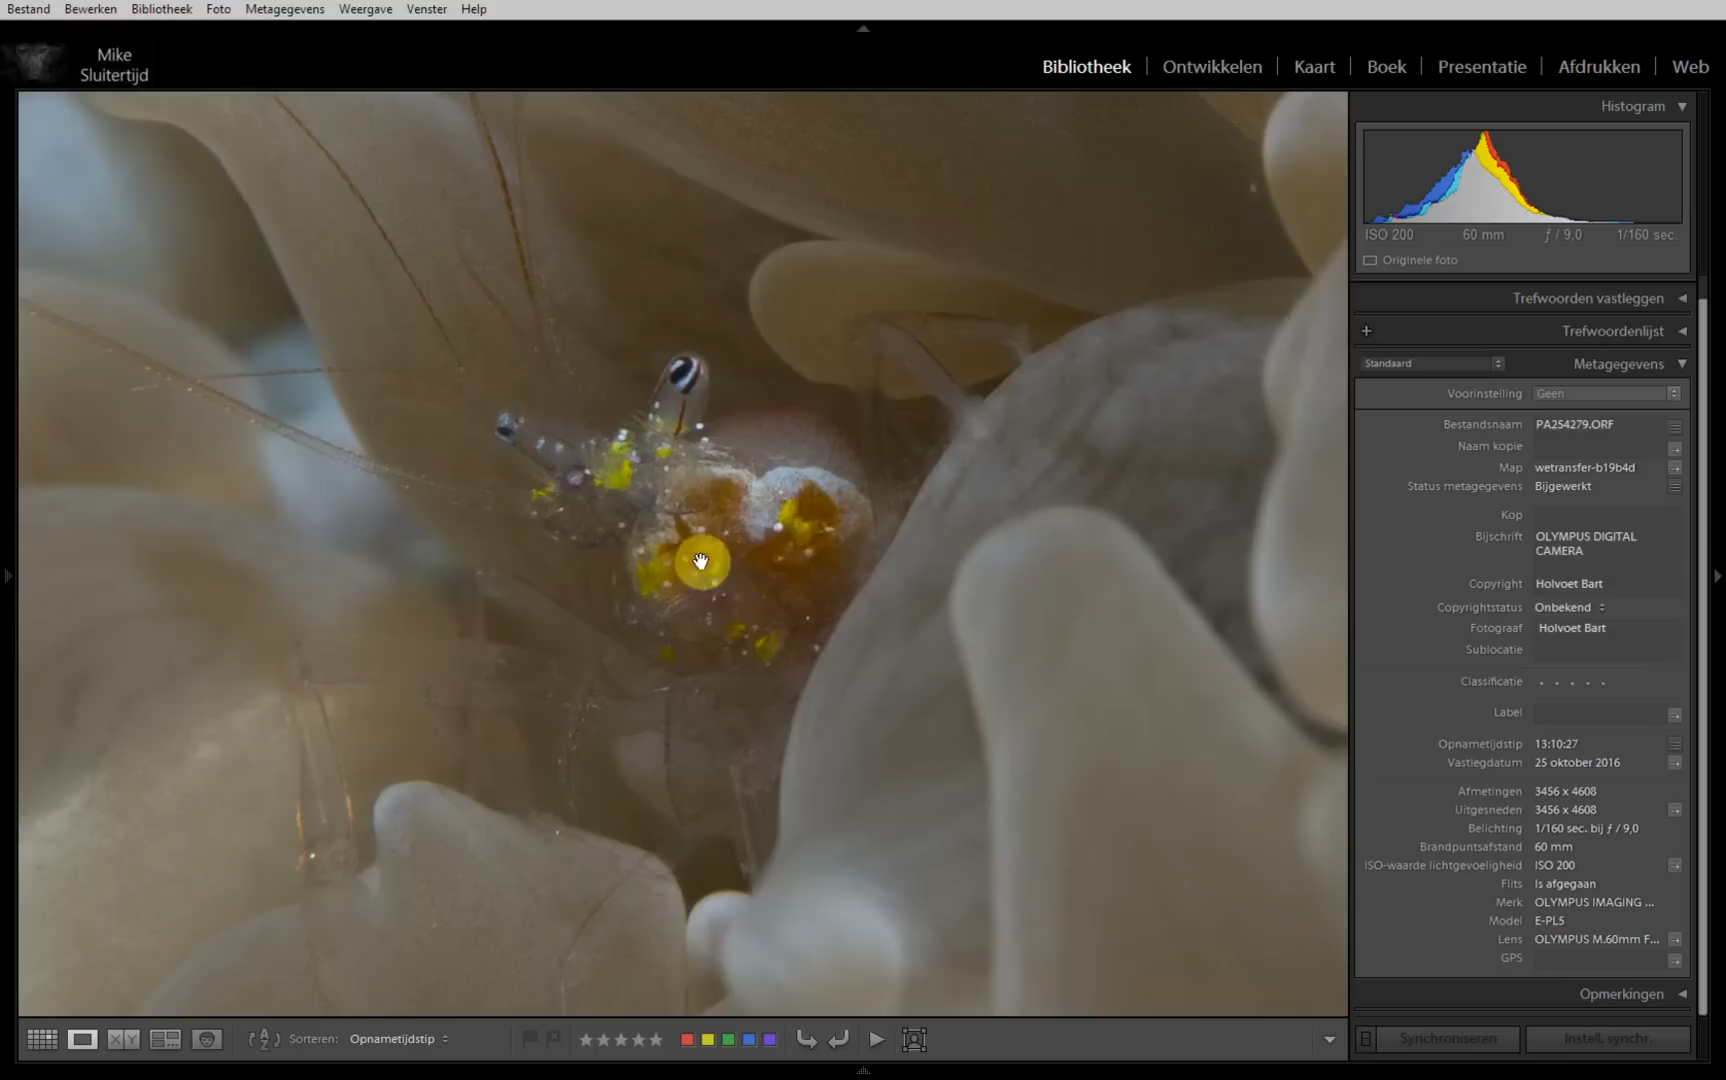 Bestand Bewerken Bibliotheek Foto Metagegevens Weergave Venster Help
Mike
Sluitertijd
Bibliotheek | Ontwikkelen | Kaart | Boek | Presentatie | Afdrukken | Web
Histogram
ISO 200 60 mm ƒ / 9,0 1/160 sec.
Originele foto
Trefwoorden vastleggen
+ Trefwoordenlijst
Standaard Metagegevens
Voorinstelling Geen
Bestandsnaam PA254279.ORF
Naam kopie
Map wetransfer-b19b4d
Status metagegevens Bijgewerkt
Kop
Bijschrift OLYMPUS DIGITAL
CAMERA
Copyright Holvoet Bart
Copyrightstatus Onbekend
Fotograaf Holvoet Bart
Sublocatie
Classificatie . . . . .
Label
Opnametijdstip 13:10:27
Vastlegdatum 25 oktober 2016
Afmetingen 3456 x 4608
Uitgesneden 3456 x 4608
Belichting 1/160 sec. bij ƒ / 9,0
Brandpuntsafstand 60 mm
ISO-waarde lichtgevoeligheid ISO 200
Flits Is afgegaan
Merk OLYMPUS IMAGING ...
Model E-PL5
Lens OLYMPUS M.60mm F...
GPS
Opmerkingen
XY AZ Sorteren: Opnametijdstip
Synchroniseren Instell. synchr.